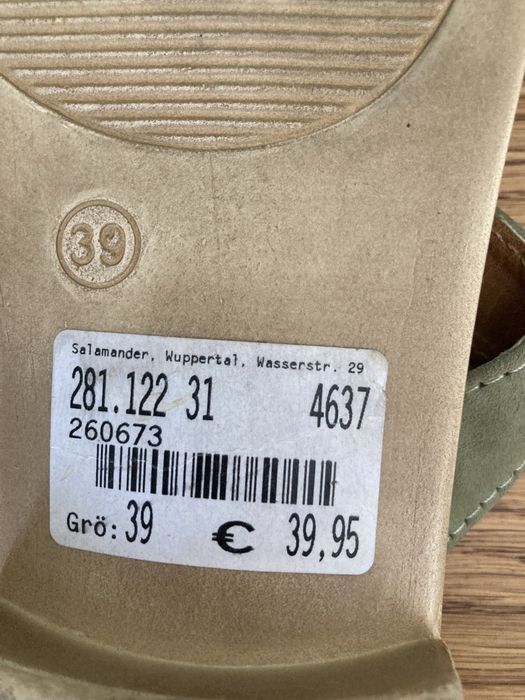 39
Salamander, Wuppertal, Wasserstr. 29
281.122 31 4637
260673
Grö: 39 € 39,95